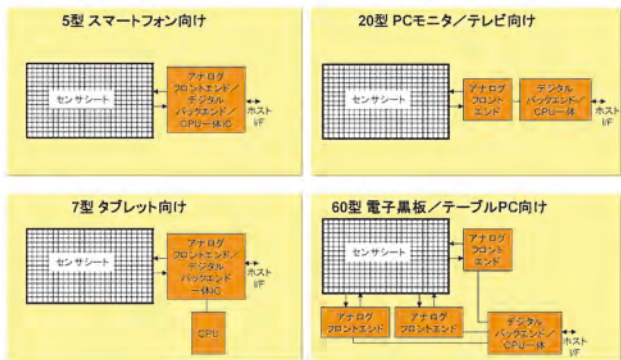 5型 スマートフォン向け
センサシート
アナログ
フロントエンド／
デジタル
バックエンド／
CPU一体IC
ホスト
I/F
20型 PCモニタ／テレビ向け
センサシート
アナログ
フロント
エンド
デジタル
バックエンド／
CPU一体
ホスト
I/F
7型 タブレット向け
センサシート
アナログ
フロントエンド／
デジタル
バックエンド
一体IC
ホスト
I/F
CPU
60型 電子黒板／テーブルPC向け
センサシート
アナログ
フロント
エンド
アナログ
フロントエンド
アナログ
フロントエンド
デジタル
バックエンド／
CPU一体
ホスト
I/F